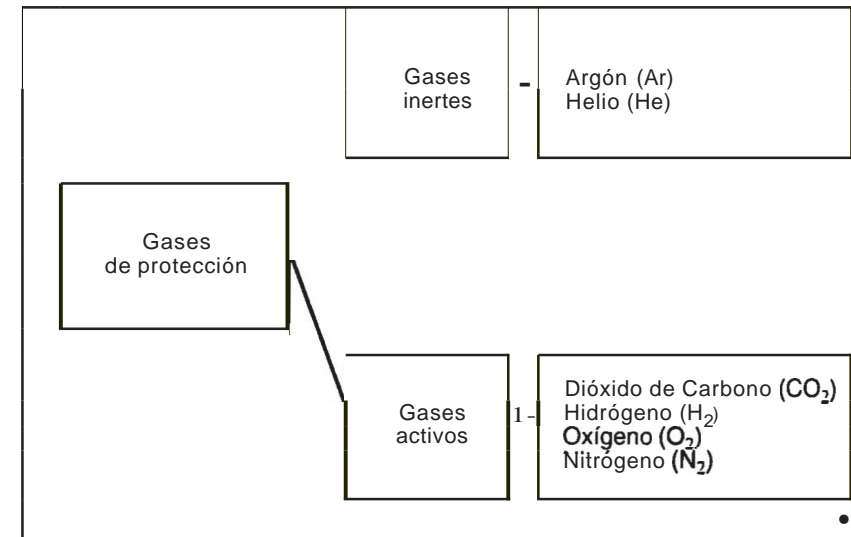 Gases
inertes
-
Argón (Ar)
Helio (He)
Gases
de protección
Gases
activos
1-
Dióxido de Carbono (CO₂)
Hidrógeno (H₂)
Oxígeno (O₂)
Nitrógeno (N₂)